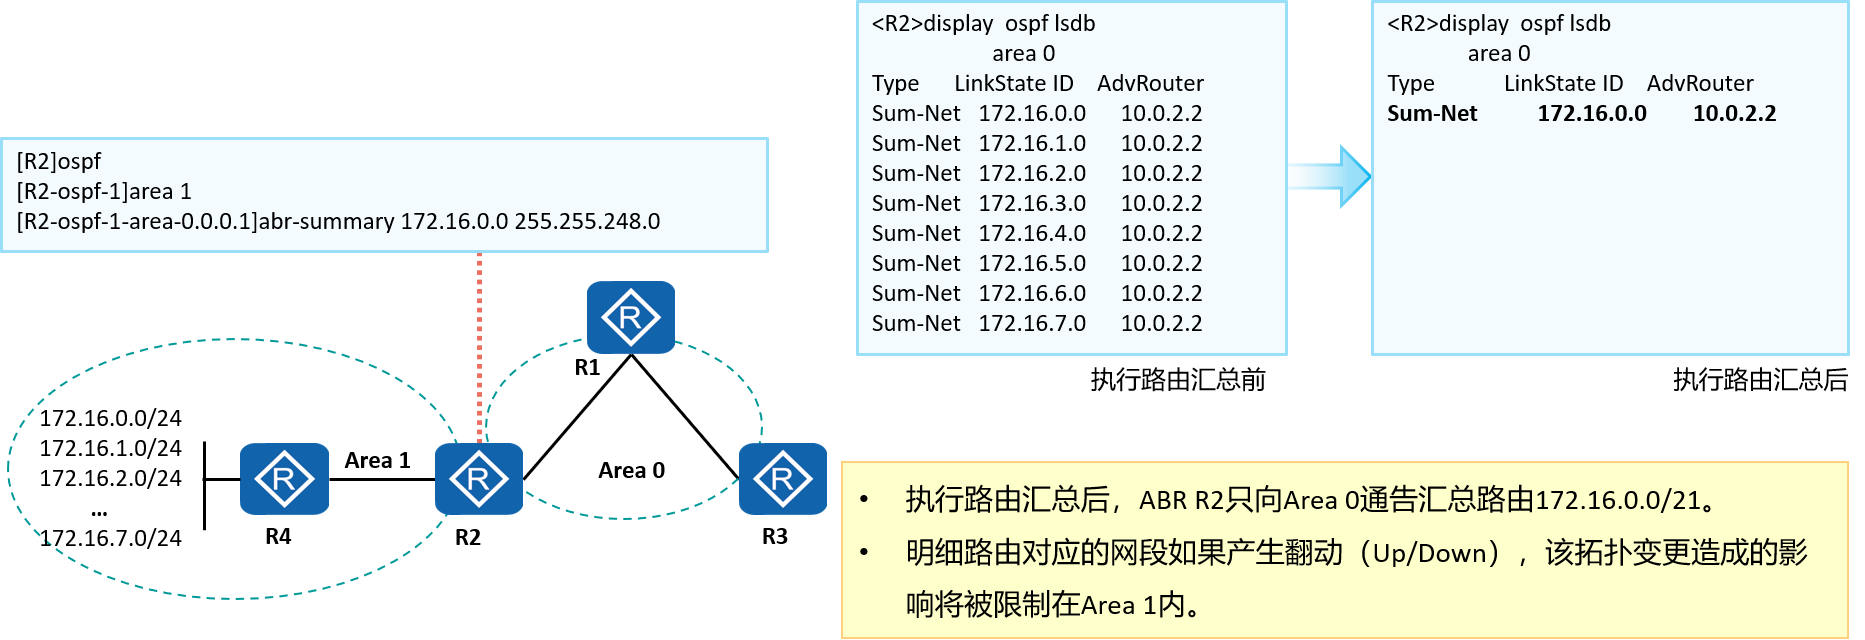 <R2>display ospf lsdb
area 0
Type LinkState ID AdvRouter
Sum-Net 172.16.0.0 10.0.2.2
Sum-Net 172.16.1.0 10.0.2.2
Sum-Net 172.16.2.0 10.0.2.2
Sum-Net 172.16.3.0 10.0.2.2
Sum-Net 172.16.4.0 10.0.2.2
Sum-Net 172.16.5.0 10.0.2.2
Sum-Net 172.16.6.0 10.0.2.2
Sum-Net 172.16.7.0 10.0.2.2
执行路由汇总前
<R2>display ospf lsdb
area 0
Type LinkState ID AdvRouter
Sum-Net 172.16.0.0 10.0.2.2
执行路由汇总后
[R2]ospf
[R2-ospf-1]area 1
[R2-ospf-1-area-0.0.0.1]abr-summary 172.16.0.0 255.255.248.0
R
R1
172.16.0.0/24
172.16.1.0/24
172.16.2.0/24
...
172.16.7.0/24
R
R4
Area 1
R
R2
Area 0
R
R3
• 执行路由汇总后，ABR R2只向Area 0通告汇总路由172.16.0.0/21。
• 明细路由对应的网段如果产生翻动（Up/Down），该拓扑变更造成的影
响将被限制在Area 1内。